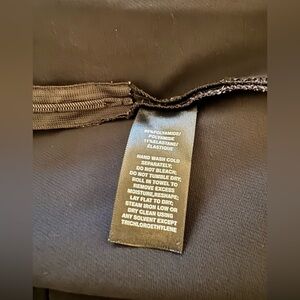 89% POLYAMIDE/
POLYAMIDE
11% ELASTANE/
ÉLASTIQUE
HAND WASH COLD
SEPARATELY;
DO NOT BLEACH;
DO NOT TUMBLE DRY;
ROLL IN TOWEL TO
REMOVE EXCESS
MOISTURE,RESHAPE;
LAY FLAT TO DRY;
STEAM IRON LOW OR
DRY CLEAN USING
ANY SOLVENT EXCEPT
TRICHLOROETHYLENE